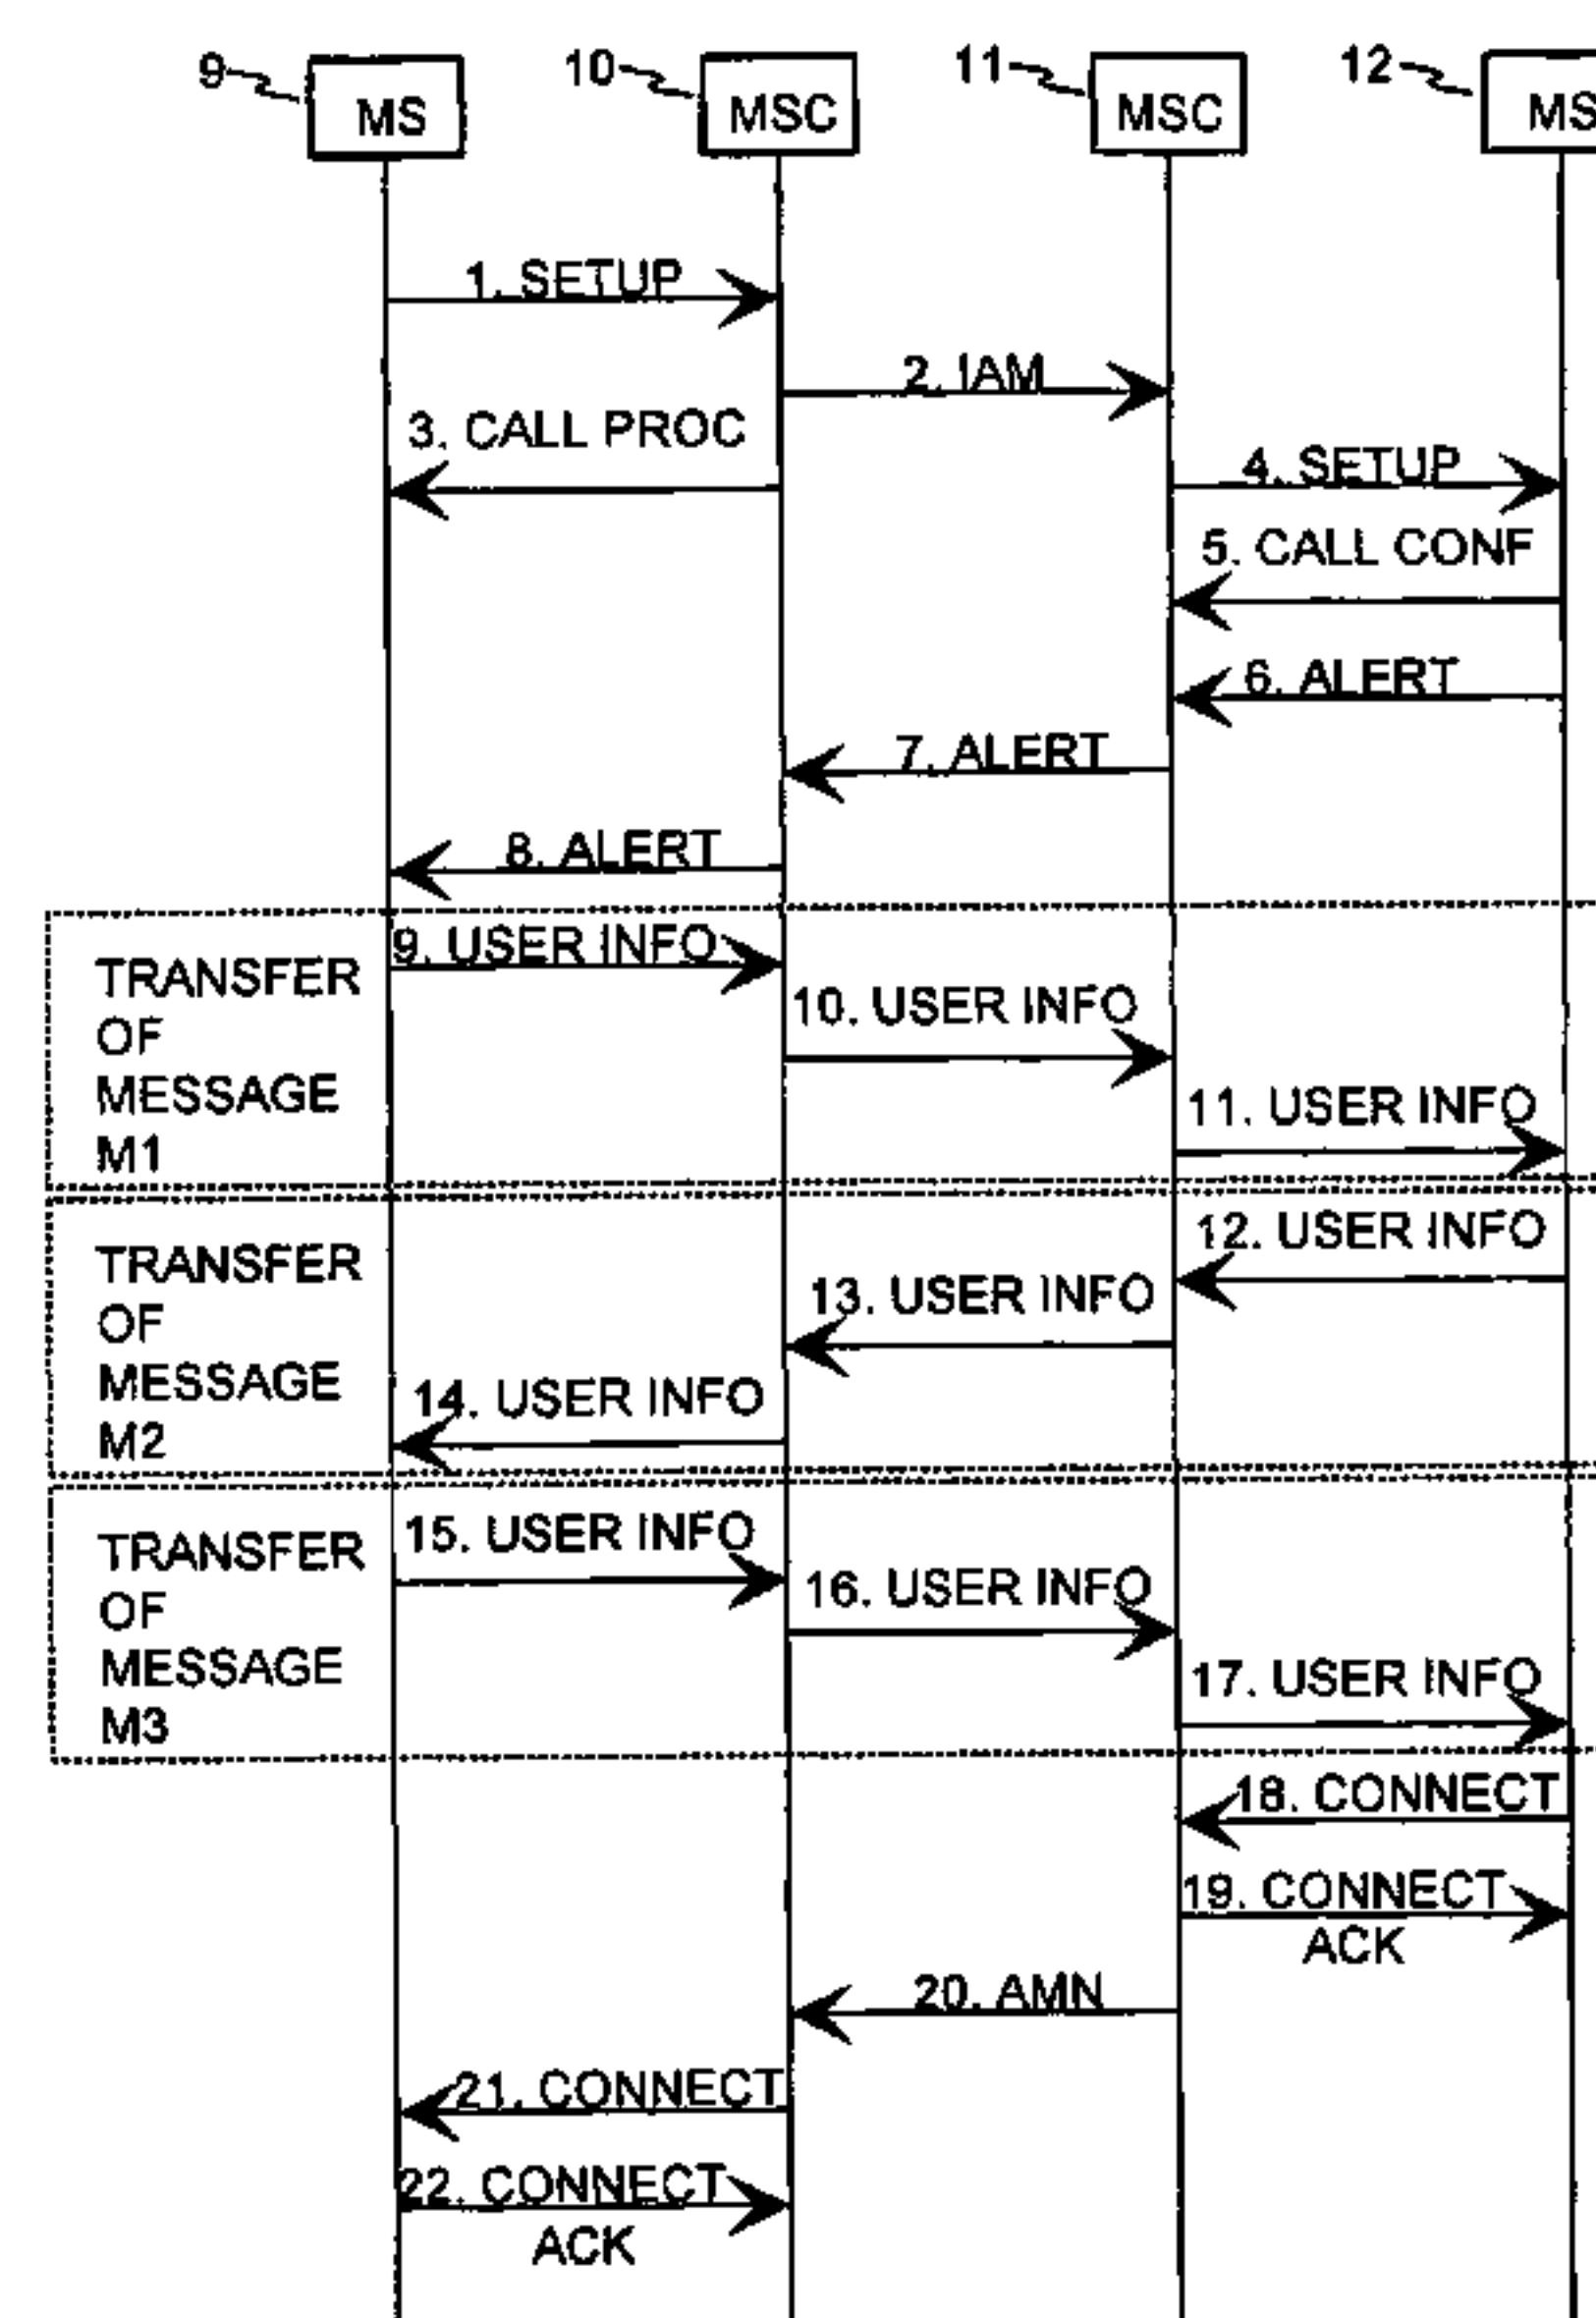 9
10
11
12
MS
MSC
MSC
MS
1. SETUP
2. IAM
3. CALL PROC
4. SETUP
5. CALL CONF
6. ALERT
7. ALERT
8. ALERT
9. USER INFO
TRANSFER
OF
MESSAGE
M1
10. USER INFO
11. USER INFO
12. USER INFO
TRANSFER
OF
MESSAGE
M2
13. USER INFO
14. USER INFO
15. USER INFO
TRANSFER
OF
MESSAGE
M3
16. USER INFO
17. USER INFO
18. CONNECT
19. CONNECT
ACK
20. AMN
21. CONNECT
22. CONNECT
ACK